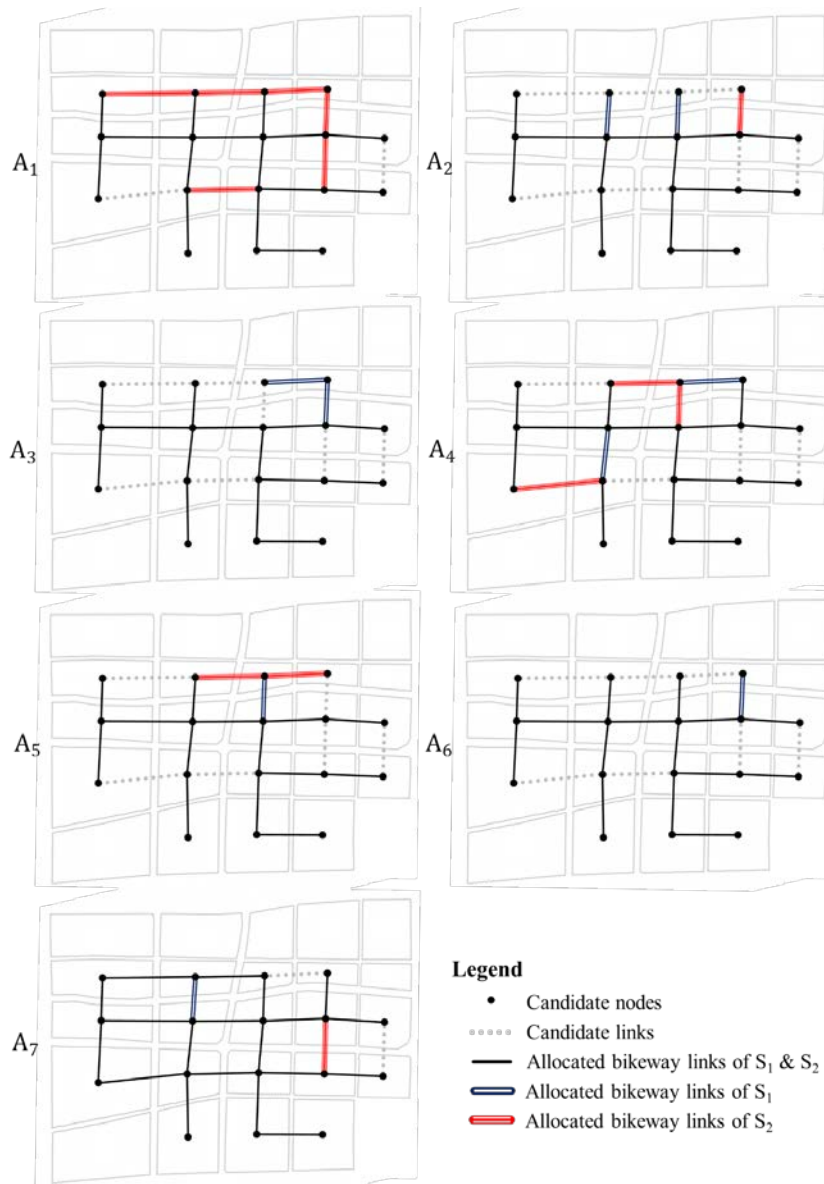 A₁
A₂
A₃
A₄
A₅
A₆
A₇
Legend
Candidate nodes
Candidate links
Allocated bikeway links of S₁ & S₂
Allocated bikeway links of S₁
Allocated bikeway links of S₂